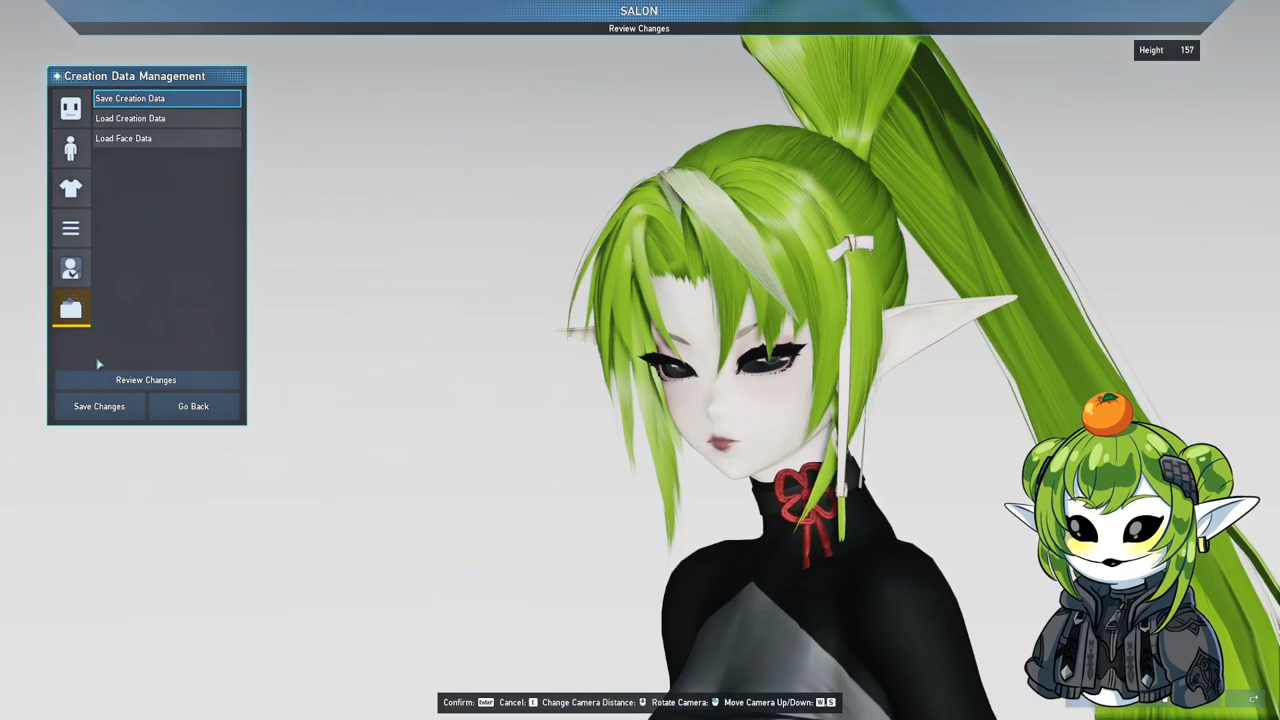 SALON
Review Changes
Height 157
Creation Data Management
Save Creation Data
Load Creation Data
Load Face Data
Review Changes
Save Changes
Go Back
Confirm: Enter Cancel: E Change Camera Distance: Rotate Camera: Move Camera Up/Down: W S